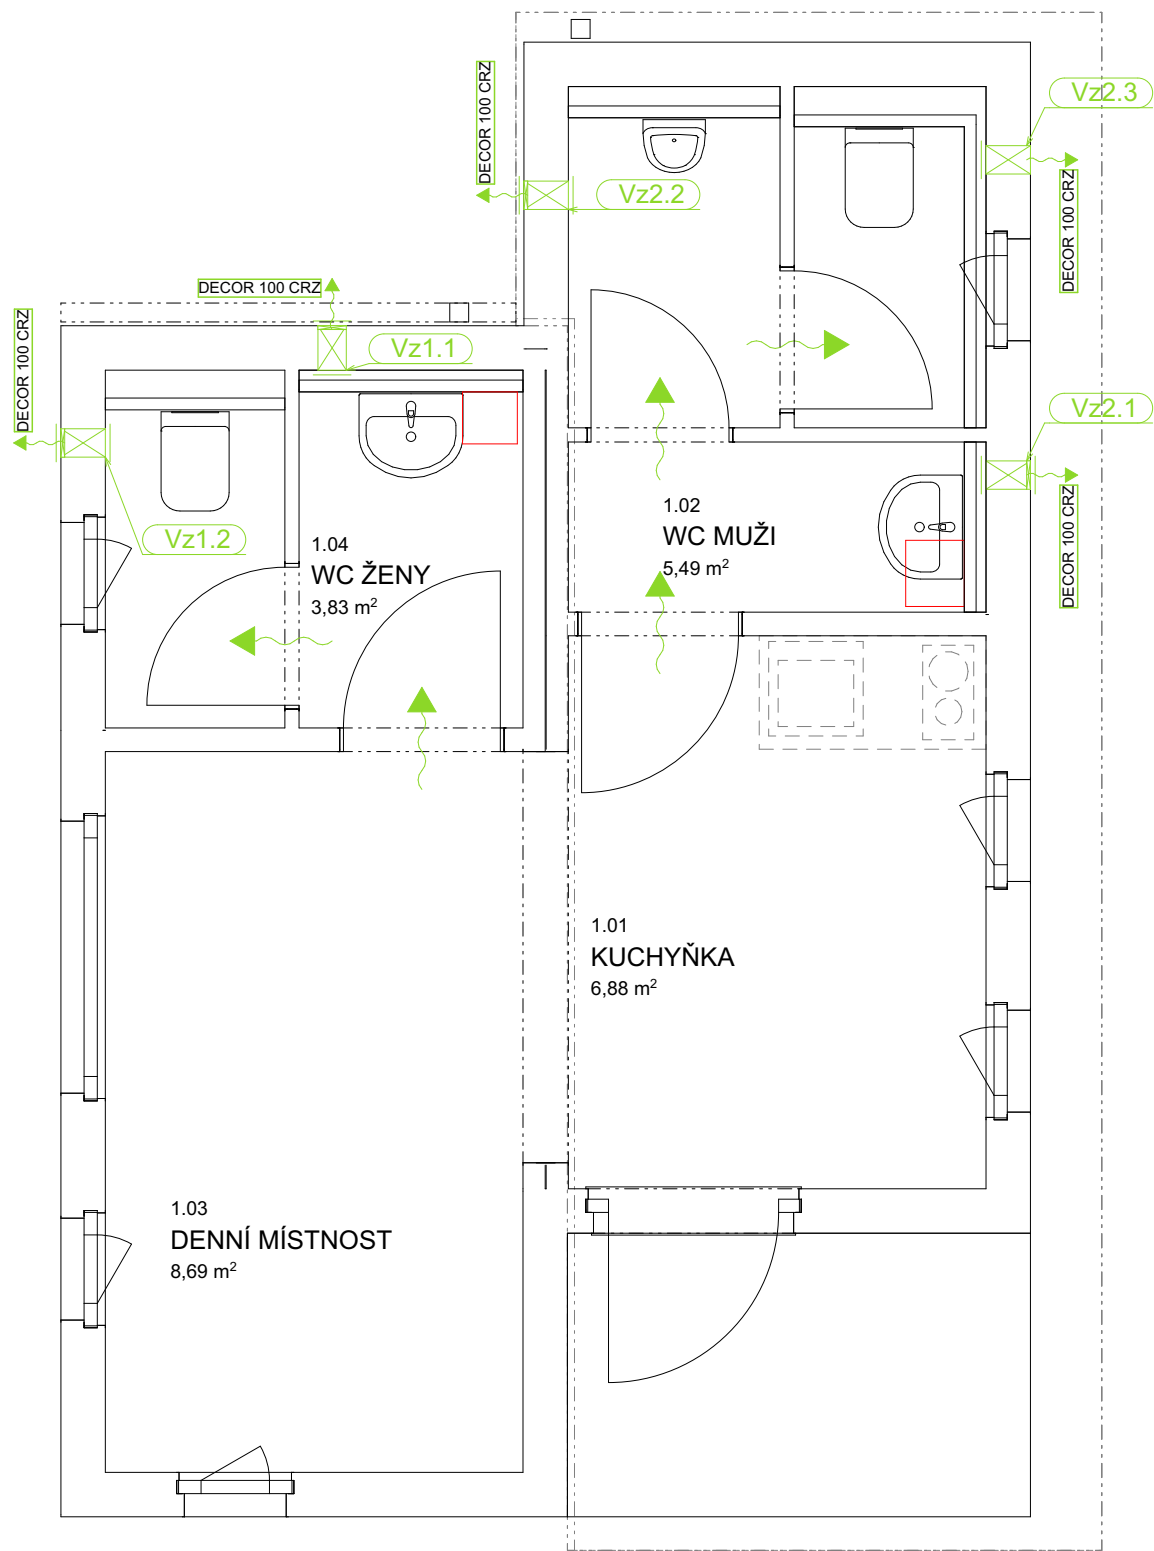 DECOR 100 CRZ
Vz2.3
Vz2.2
DECOR 100 CRZ
DECOR 100 CRZ
DECOR 100 CRZ
Vz1.1
Vz2.1
DECOR 100 CRZ
Vz1.2
1.04
WC ŽENY
3,83 m²
1.02
WC MUŽI
5,49 m²
1.01
KUCHYŇKA
6,88 m²
1.03
DENNÍ MÍSTNOST
8,69 m²